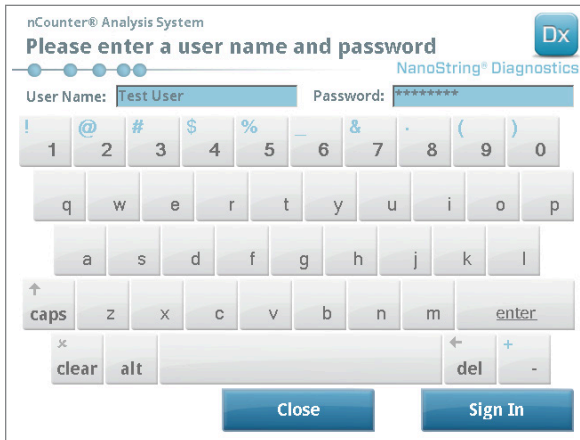 nCounter® Analysis System
Please enter a user name and password
Dx
NanoString® Diagnostics
User Name: Test User Password: ********
! @ # $ % _ & . ( )
1 2 3 4 5 6 7 8 9 0
q w e r t y u i o p
a s d f g h j k l
caps z x c v b n m enter
clear alt del + -
Close Sign In